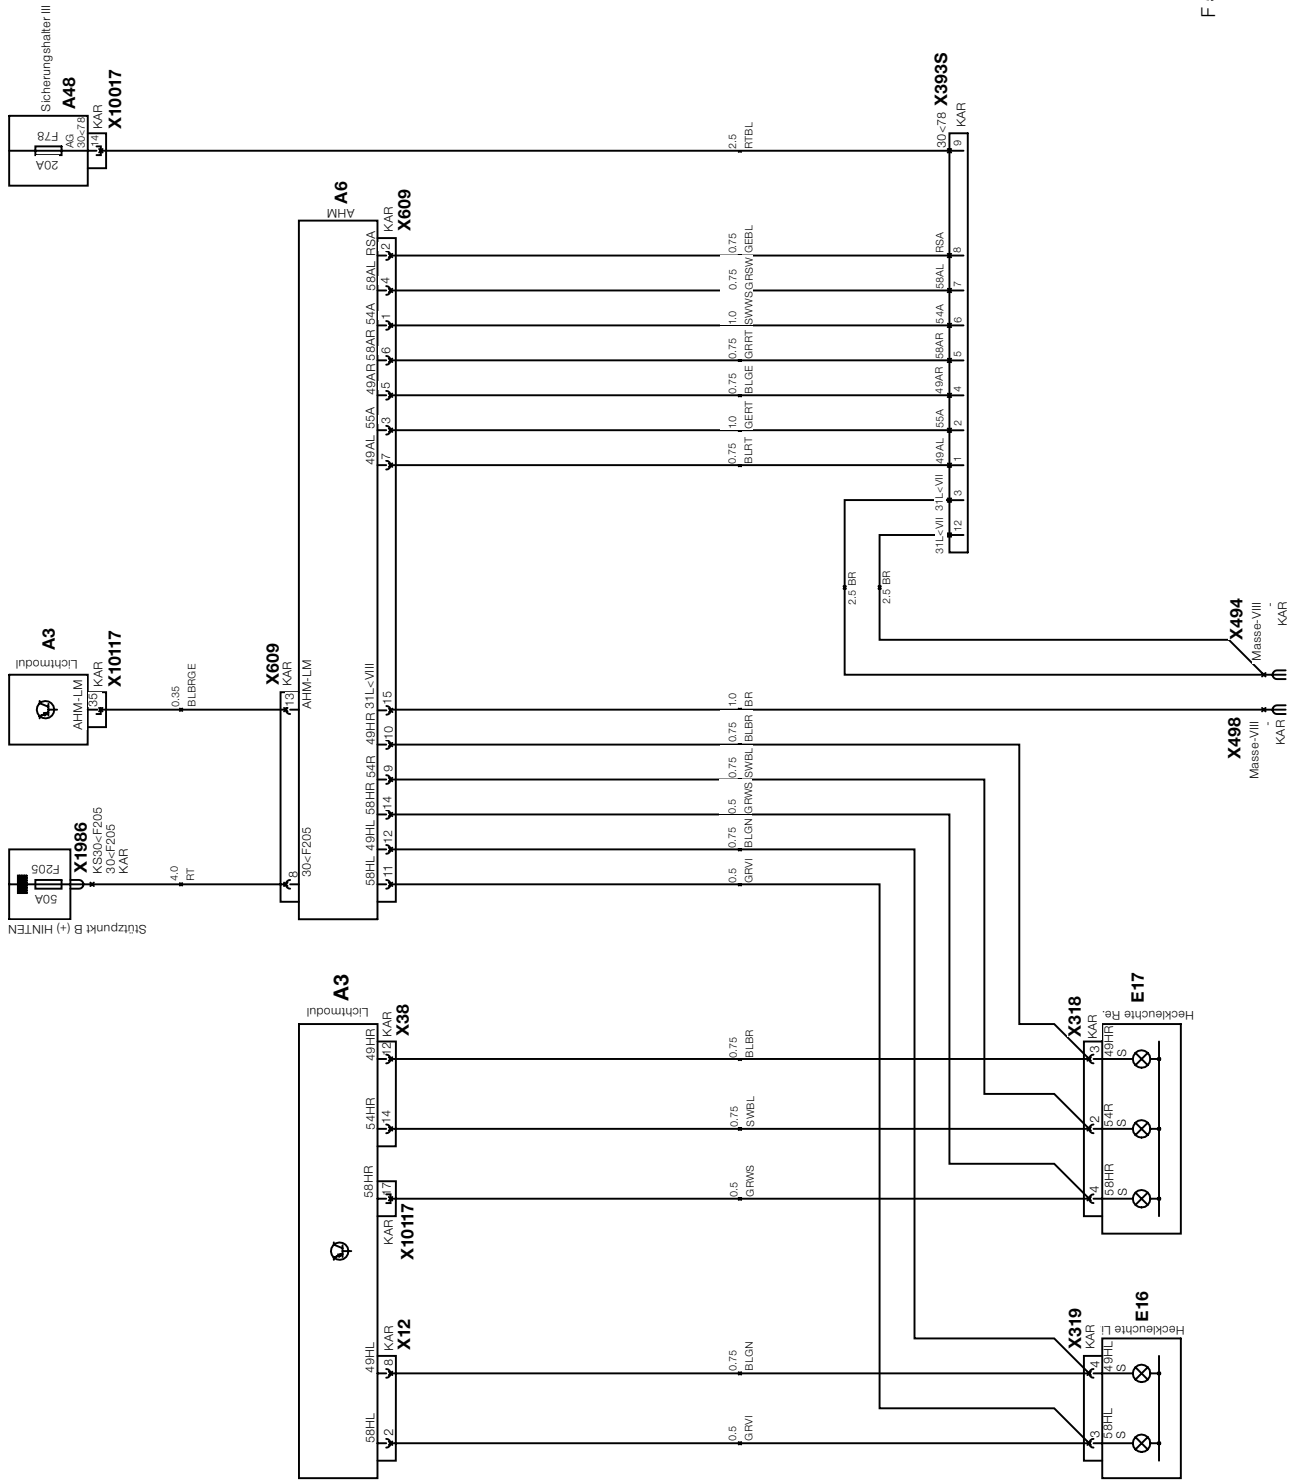 F
Sicherungshalter III
A48
F78
20A
AG
30<78
14
KAR
X10017
A3
Lichtmodul
AHM-LM
35
KAR
X10117
0.35
BLBRGE
Stützpunkt B (+) HINTEN
F205
50A
X1986
KS30<F205
30<F205
KAR
4.0
RT
X609
KAR
13
AHM-LM
8
30<F205
A6
AHM
KAR
X609
RSA
2
58AL
4
54A
1
58AR
6
49AR
5
55A
3
49AL
7
31L<VIII
15
49HR
10
54R
9
58HR
14
49HL
12
58HL
11
2.5
RTBL
0.75
GEBL
0.75
GRSW
1.0
SWWS
0.75
GRRT
0.75
BLGE
1.0
GERT
0.75
BLRT
1.0
BR
0.75
BLBR
0.75
SWBL
0.5
GRWS
0.75
BLGN
0.5
GRVI
X393S
KAR
30<78
9
RSA
8
58AL
7
54A
6
58AR
5
49AR
4
55A
2
49AL
1
31L<VII
3
31L<VII
12
2.5 BR
2.5 BR
X494
Masse-VIII
-
KAR
X498
Masse-VIII
-
KAR
A3
Lichtmodul
KAR
X38
49HR
12
54HR
14
58HR
17
KAR
X10117
49HL
8
KAR
X12
58HL
2
0.75
BLBR
0.75
SWBL
0.5
GRWS
0.75
BLGN
0.5
GRVI
X318
KAR
E17
Heckleuchte Re.
3
49HR
S
2
54R
S
4
58HR
S
X319
KAR
E16
Heckleuchte Li
4
49HL
S
3
58HL
S